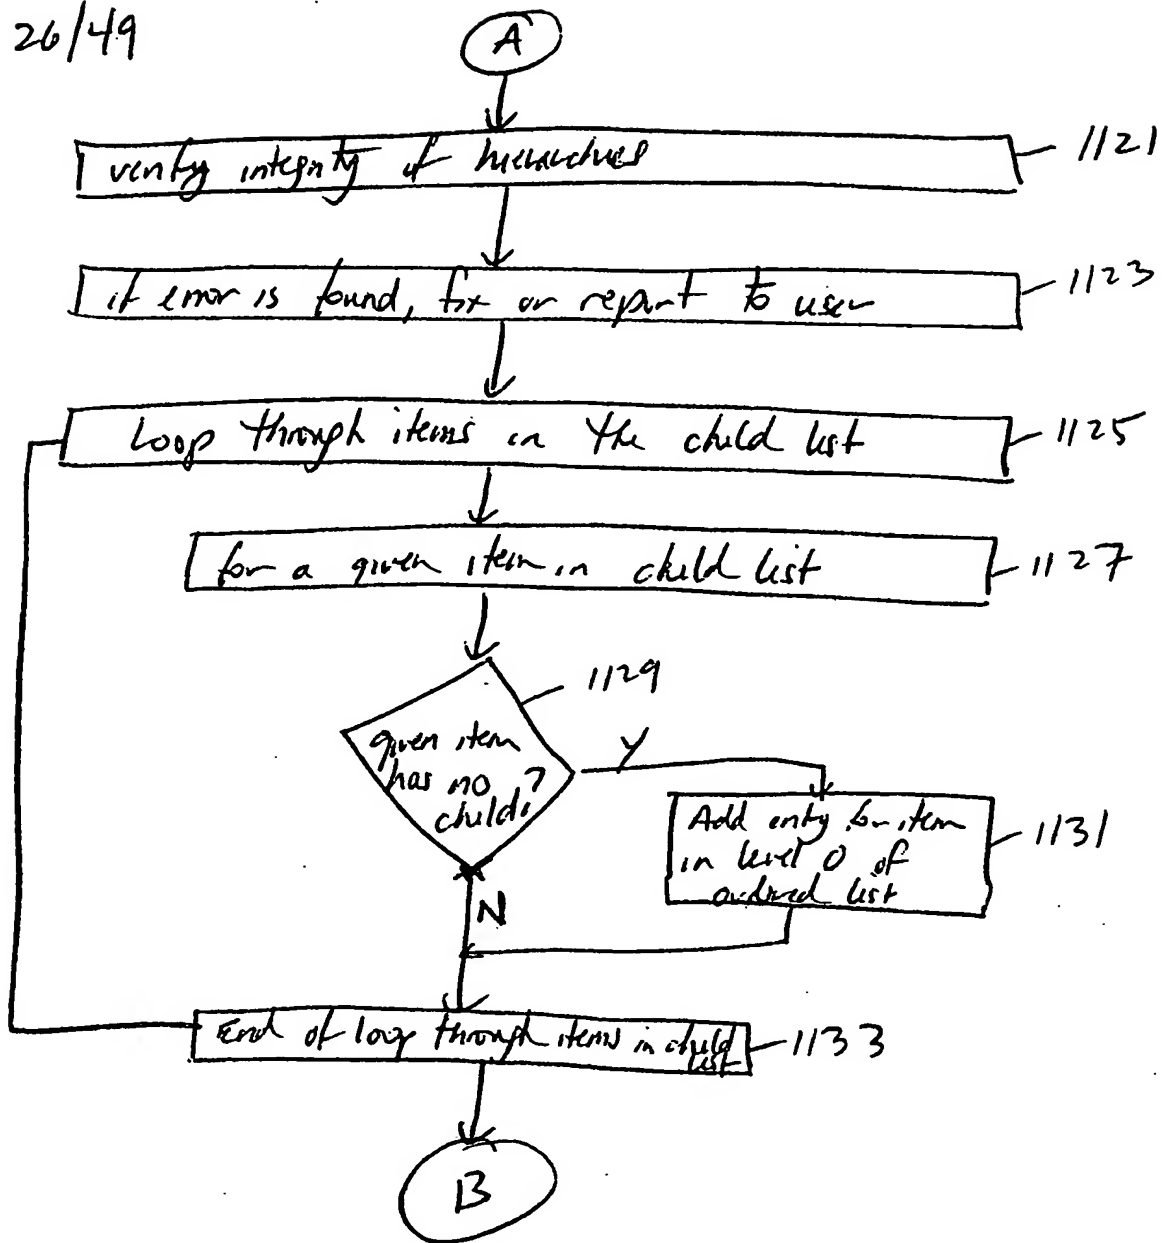 26/49
A
verify integrity of hierarchies
1121
if error is found, fix or report to user
1123
Loop through items in the child list
1125
for a given item in child list
1127
1129
given item
has no
child?
Y
Add entry for item
in level 0 of
ordered list
1131
N
End of loop through items in child
list
1133
B